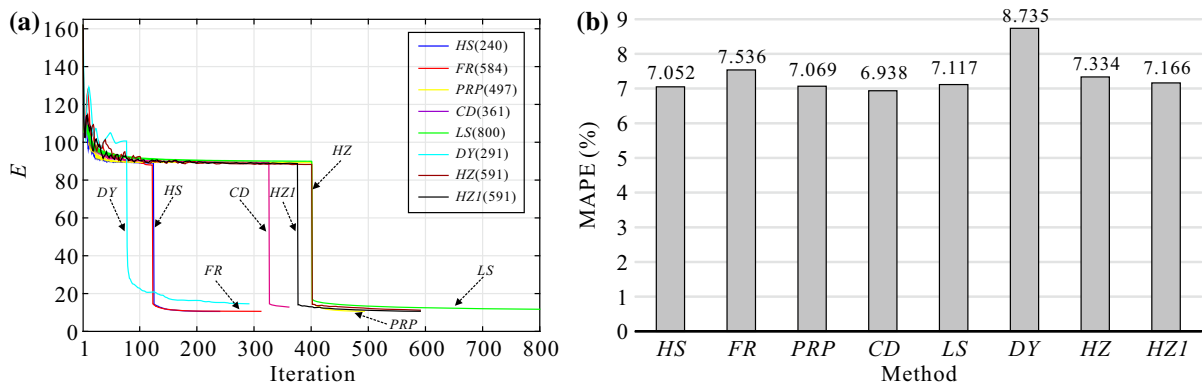 (a)
160
140
120
100
80
60
40
20
0
E
1
100
200
300
400
500
600
700
800
Iteration
HS(240)
FR(584)
PRP(497)
CD(361)
LS(800)
DY(291)
HZ(591)
HZ1(591)
DY
HS
CD
HZ1
HZ
FR
LS
PRP
(b)
9
8
7
6
5
4
3
2
1
0
MAPE (%)
7.052
7.536
7.069
6.938
7.117
8.735
7.334
7.166
HS
FR
PRP
CD
LS
DY
HZ
HZ1
Method